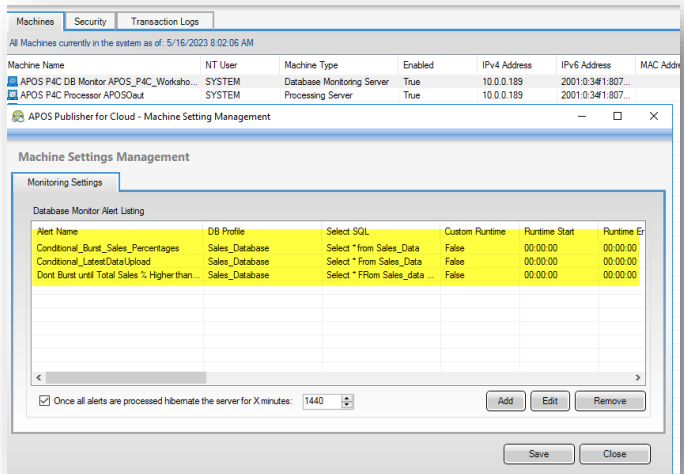 Machines Security Transaction Logs
All Machines currently in the system as of: 5/16/2023 8:02:06 AM
Machine Name NT User Machine Type Enabled IPv4 Address IPv6 Address MAC Addre
APOS P4C DB Monitor APOS_P4C_Worksho... SYSTEM Database Monitoring Server True 10.0.0.189 2001:0:34f1:807...
APOS P4C Processor APOSOaut SYSTEM Processing Server True 10.0.0.189 2001:0:34f1:807...
APOS Publisher for Cloud - Machine Setting Management
Machine Settings Management
Monitoring Settings
Database Monitor Alert Listing
Alert Name DB Profile Select SQL Custom Runtime Runtime Start Runtime Er
Conditional_Burst_Sales_Percentages Sales_Database Select * from Sales_Data False 00:00:00 00:00:00
Conditional_LatestDataUpload Sales_Database Select * From Sales_Data False 00:00:00 00:00:00
Dont Burst until Total Sales % Higher than... Sales_Database Select * FRom Sales_data ... False 00:00:00 00:00:00
Once all alerts are processed hibernate the server for X minutes: 1440 Add Edit Remove
Save Close